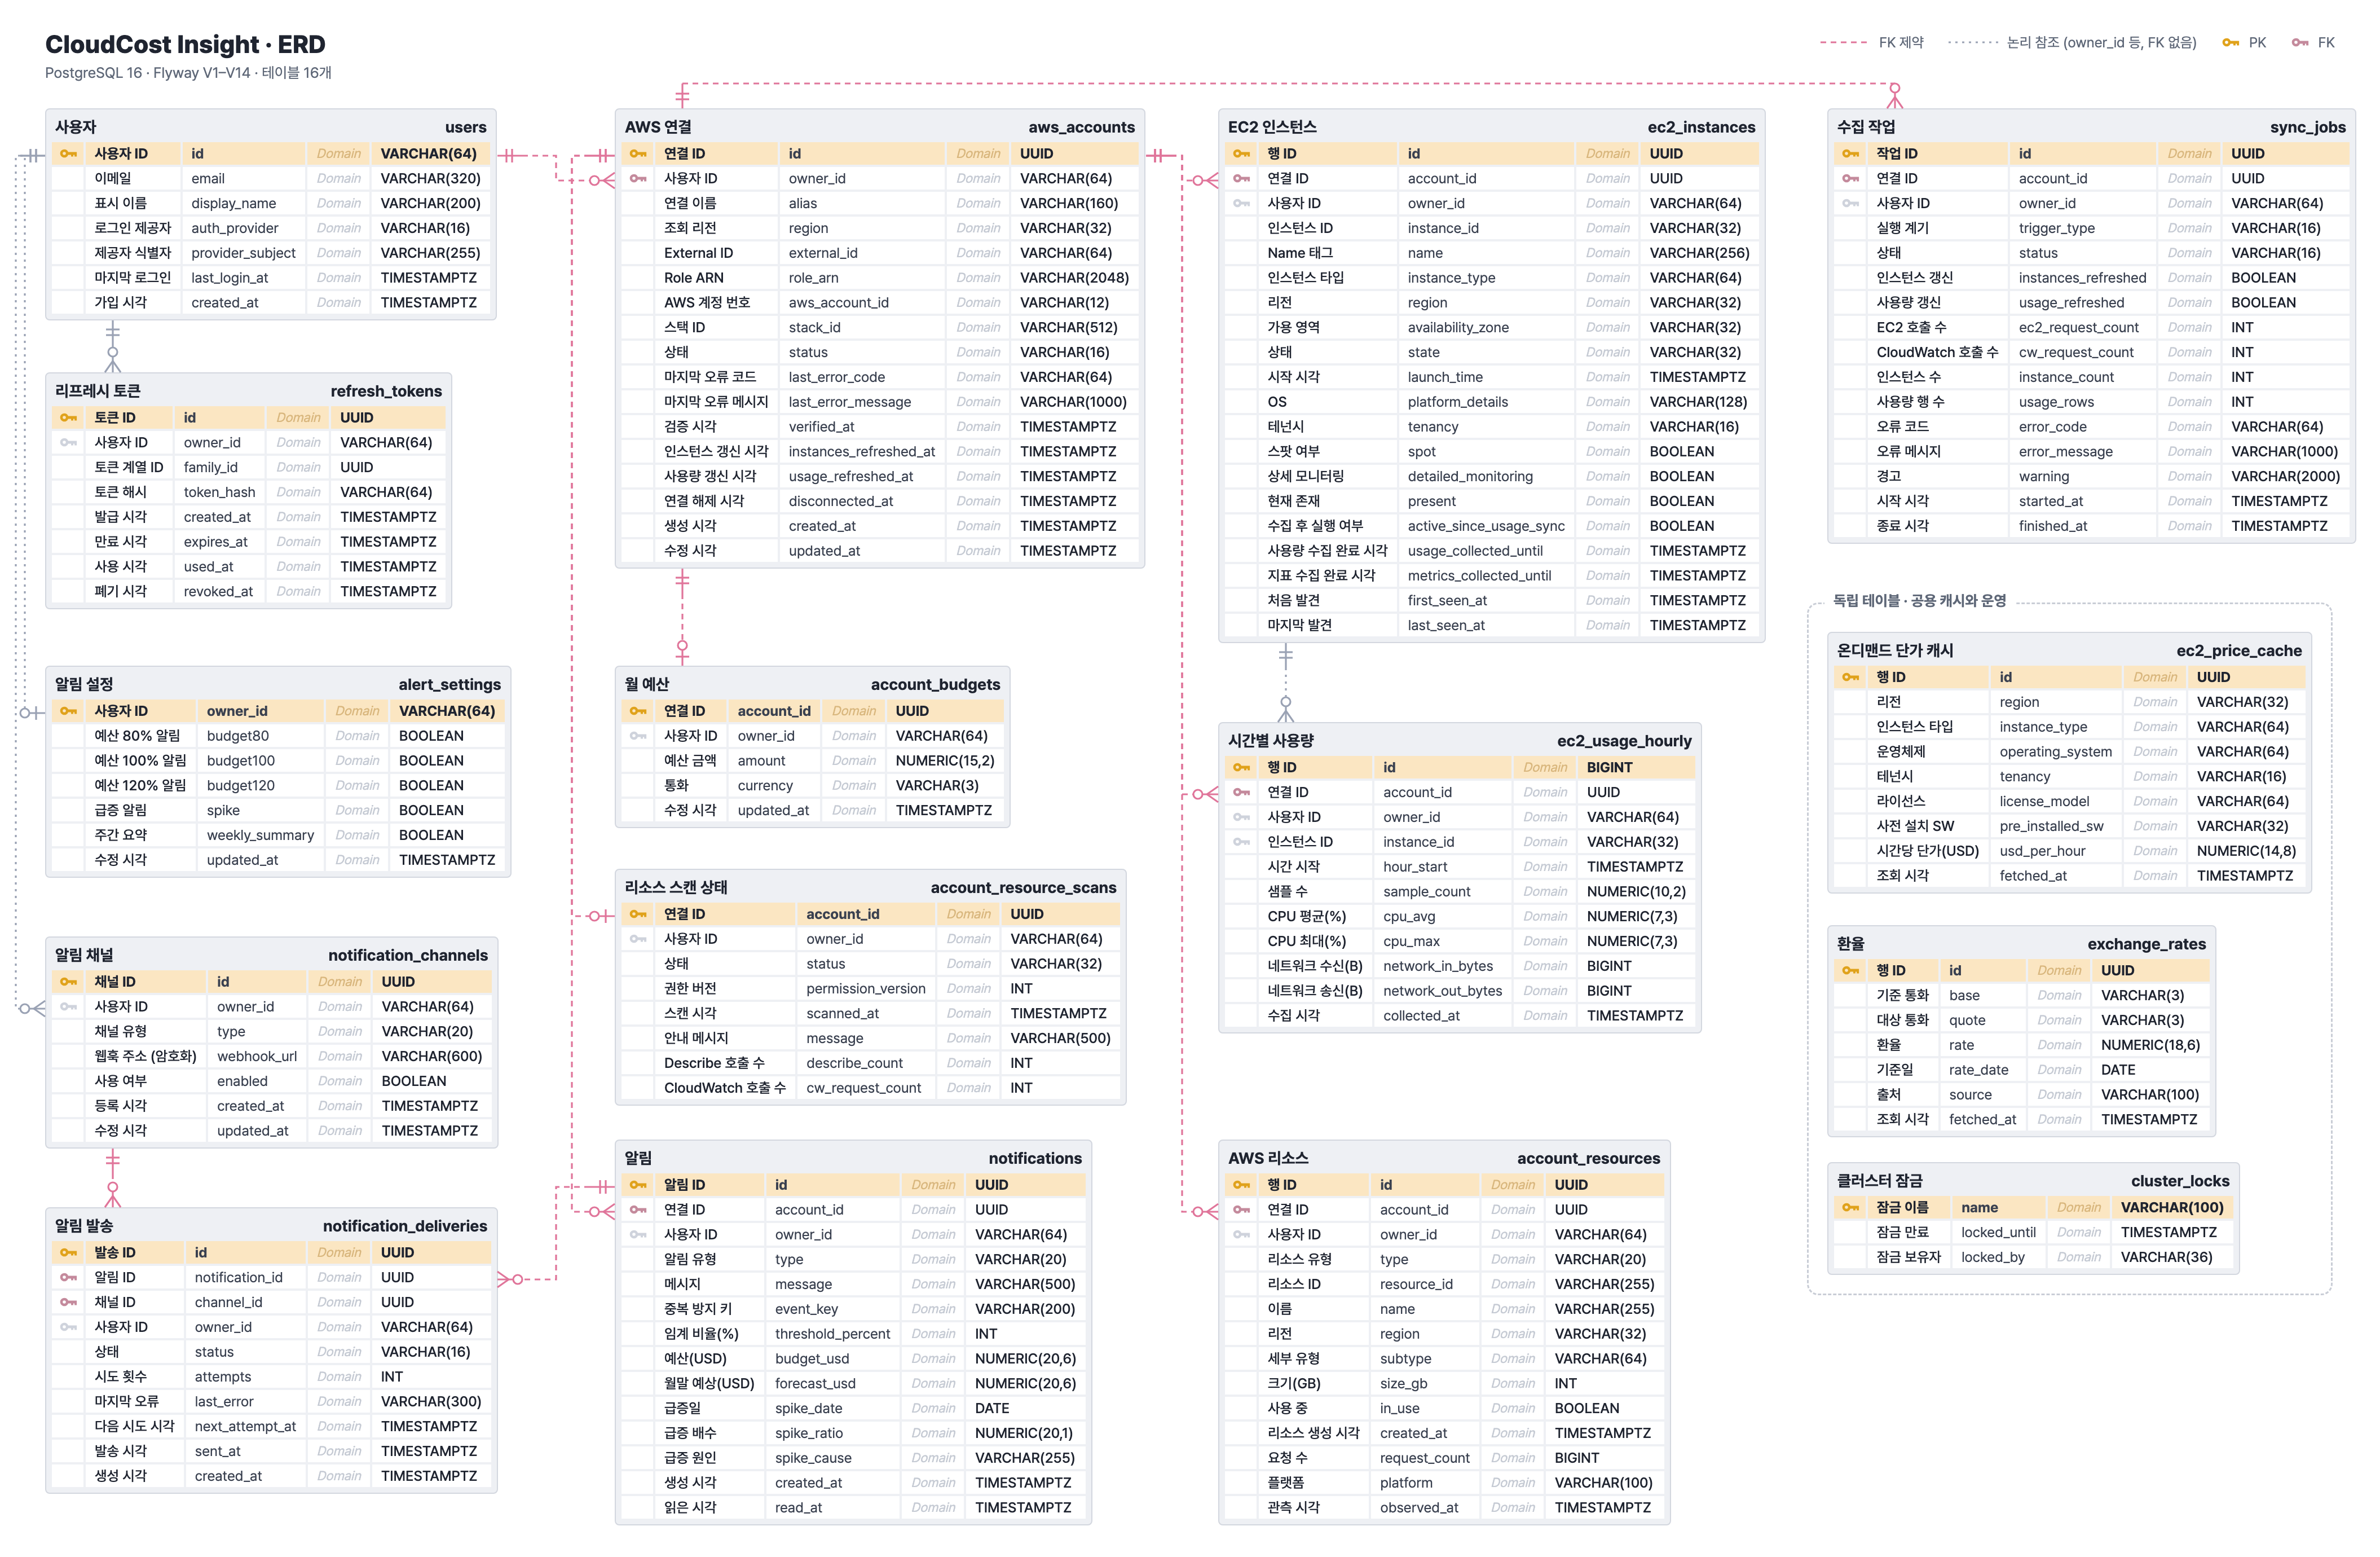 CloudCost Insight · ERD
PostgreSQL 16 · Flyway V1–V14 · 테이블 16개
FK 제약
논리 참조 (owner_id 등, FK 없음)
PK
FK
사용자 users
사용자 ID id Domain VARCHAR(64)
이메일 email Domain VARCHAR(320)
표시 이름 display_name Domain VARCHAR(200)
로그인 제공자 auth_provider Domain VARCHAR(16)
제공자 식별자 provider_subject Domain VARCHAR(255)
마지막 로그인 last_login_at Domain TIMESTAMPTZ
가입 시각 created_at Domain TIMESTAMPTZ
리프레시 토큰 refresh_tokens
토큰 ID id Domain UUID
사용자 ID owner_id Domain VARCHAR(64)
토큰 계열 ID family_id Domain UUID
토큰 해시 token_hash Domain VARCHAR(64)
발급 시각 created_at Domain TIMESTAMPTZ
만료 시각 expires_at Domain TIMESTAMPTZ
사용 시각 used_at Domain TIMESTAMPTZ
폐기 시각 revoked_at Domain TIMESTAMPTZ
알림 설정 alert_settings
사용자 ID owner_id Domain VARCHAR(64)
예산 80% 알림 budget80 Domain BOOLEAN
예산 100% 알림 budget100 Domain BOOLEAN
예산 120% 알림 budget120 Domain BOOLEAN
급증 알림 spike Domain BOOLEAN
주간 요약 weekly_summary Domain BOOLEAN
수정 시각 updated_at Domain TIMESTAMPTZ
알림 채널 notification_channels
채널 ID id Domain UUID
사용자 ID owner_id Domain VARCHAR(64)
채널 유형 type Domain VARCHAR(20)
웹훅 주소 (암호화) webhook_url Domain VARCHAR(600)
사용 여부 enabled Domain BOOLEAN
등록 시각 created_at Domain TIMESTAMPTZ
수정 시각 updated_at Domain TIMESTAMPTZ
알림 발송 notification_deliveries
발송 ID id Domain UUID
알림 ID notification_id Domain UUID
채널 ID channel_id Domain UUID
사용자 ID owner_id Domain VARCHAR(64)
상태 status Domain VARCHAR(16)
시도 횟수 attempts Domain INT
마지막 오류 last_error Domain VARCHAR(300)
다음 시도 시각 next_attempt_at Domain TIMESTAMPTZ
발송 시각 sent_at Domain TIMESTAMPTZ
생성 시각 created_at Domain TIMESTAMPTZ
AWS 연결 aws_accounts
연결 ID id Domain UUID
사용자 ID owner_id Domain VARCHAR(64)
연결 이름 alias Domain VARCHAR(160)
조회 리전 region Domain VARCHAR(32)
External ID external_id Domain VARCHAR(64)
Role ARN role_arn Domain VARCHAR(2048)
AWS 계정 번호 aws_account_id Domain VARCHAR(12)
스택 ID stack_id Domain VARCHAR(512)
상태 status Domain VARCHAR(16)
마지막 오류 코드 last_error_code Domain VARCHAR(64)
마지막 오류 메시지 last_error_message Domain VARCHAR(1000)
검증 시각 verified_at Domain TIMESTAMPTZ
인스턴스 갱신 시각 instances_refreshed_at Domain TIMESTAMPTZ
사용량 갱신 시각 usage_refreshed_at Domain TIMESTAMPTZ
연결 해제 시각 disconnected_at Domain TIMESTAMPTZ
생성 시각 created_at Domain TIMESTAMPTZ
수정 시각 updated_at Domain TIMESTAMPTZ
월 예산 account_budgets
연결 ID account_id Domain UUID
사용자 ID owner_id Domain VARCHAR(64)
예산 금액 amount Domain NUMERIC(15,2)
통화 currency Domain VARCHAR(3)
수정 시각 updated_at Domain TIMESTAMPTZ
리소스 스캔 상태 account_resource_scans
연결 ID account_id Domain UUID
사용자 ID owner_id Domain VARCHAR(64)
상태 status Domain VARCHAR(32)
권한 버전 permission_version Domain INT
스캔 시각 scanned_at Domain TIMESTAMPTZ
안내 메시지 message Domain VARCHAR(500)
Describe 호출 수 describe_count Domain INT
CloudWatch 호출 수 cw_request_count Domain INT
알림 notifications
알림 ID id Domain UUID
연결 ID account_id Domain UUID
사용자 ID owner_id Domain VARCHAR(64)
알림 유형 type Domain VARCHAR(20)
메시지 message Domain VARCHAR(500)
중복 방지 키 event_key Domain VARCHAR(200)
임계 비율(%) threshold_percent Domain INT
예산(USD) budget_usd Domain NUMERIC(20,6)
월말 예상(USD) forecast_usd Domain NUMERIC(20,6)
급증일 spike_date Domain DATE
급증 배수 spike_ratio Domain NUMERIC(20,1)
급증 원인 spike_cause Domain VARCHAR(255)
생성 시각 created_at Domain TIMESTAMPTZ
읽은 시각 read_at Domain TIMESTAMPTZ
EC2 인스턴스 ec2_instances
행 ID id Domain UUID
연결 ID account_id Domain UUID
사용자 ID owner_id Domain VARCHAR(64)
인스턴스 ID instance_id Domain VARCHAR(32)
Name 태그 name Domain VARCHAR(256)
인스턴스 타입 instance_type Domain VARCHAR(64)
리전 region Domain VARCHAR(32)
가용 영역 availability_zone Domain VARCHAR(32)
상태 state Domain VARCHAR(32)
시작 시각 launch_time Domain TIMESTAMPTZ
OS platform_details Domain VARCHAR(128)
테넌시 tenancy Domain VARCHAR(16)
스팟 여부 spot Domain BOOLEAN
상세 모니터링 detailed_monitoring Domain BOOLEAN
현재 존재 present Domain BOOLEAN
수집 후 실행 여부 active_since_usage_sync Domain BOOLEAN
사용량 수집 완료 시각 usage_collected_until Domain TIMESTAMPTZ
지표 수집 완료 시각 metrics_collected_until Domain TIMESTAMPTZ
처음 발견 first_seen_at Domain TIMESTAMPTZ
마지막 발견 last_seen_at Domain TIMESTAMPTZ
시간별 사용량 ec2_usage_hourly
행 ID id Domain BIGINT
연결 ID account_id Domain UUID
사용자 ID owner_id Domain VARCHAR(64)
인스턴스 ID instance_id Domain VARCHAR(32)
시간 시작 hour_start Domain TIMESTAMPTZ
샘플 수 sample_count Domain NUMERIC(10,2)
CPU 평균(%) cpu_avg Domain NUMERIC(7,3)
CPU 최대(%) cpu_max Domain NUMERIC(7,3)
네트워크 수신(B) network_in_bytes Domain BIGINT
네트워크 송신(B) network_out_bytes Domain BIGINT
수집 시각 collected_at Domain TIMESTAMPTZ
AWS 리소스 account_resources
행 ID id Domain UUID
연결 ID account_id Domain UUID
사용자 ID owner_id Domain VARCHAR(64)
리소스 유형 type Domain VARCHAR(20)
리소스 ID resource_id Domain VARCHAR(255)
이름 name Domain VARCHAR(255)
리전 region Domain VARCHAR(32)
세부 유형 subtype Domain VARCHAR(64)
크기(GB) size_gb Domain INT
사용 중 in_use Domain BOOLEAN
리소스 생성 시각 created_at Domain TIMESTAMPTZ
요청 수 request_count Domain BIGINT
플랫폼 platform Domain VARCHAR(100)
관측 시각 observed_at Domain TIMESTAMPTZ
수집 작업 sync_jobs
작업 ID id Domain UUID
연결 ID account_id Domain UUID
사용자 ID owner_id Domain VARCHAR(64)
실행 계기 trigger_type Domain VARCHAR(16)
상태 status Domain VARCHAR(16)
인스턴스 갱신 instances_refreshed Domain BOOLEAN
사용량 갱신 usage_refreshed Domain BOOLEAN
EC2 호출 수 ec2_request_count Domain INT
CloudWatch 호출 수 cw_request_count Domain INT
인스턴스 수 instance_count Domain INT
사용량 행 수 usage_rows Domain INT
오류 코드 error_code Domain VARCHAR(64)
오류 메시지 error_message Domain VARCHAR(1000)
경고 warning Domain VARCHAR(2000)
시작 시각 started_at Domain TIMESTAMPTZ
종료 시각 finished_at Domain TIMESTAMPTZ
독립 테이블 · 공용 캐시와 운영
온디맨드 단가 캐시 ec2_price_cache
행 ID id Domain UUID
리전 region Domain VARCHAR(32)
인스턴스 타입 instance_type Domain VARCHAR(64)
운영체제 operating_system Domain VARCHAR(64)
테넌시 tenancy Domain VARCHAR(16)
라이선스 license_model Domain VARCHAR(64)
사전 설치 SW pre_installed_sw Domain VARCHAR(32)
시간당 단가(USD) usd_per_hour Domain NUMERIC(14,8)
조회 시각 fetched_at Domain TIMESTAMPTZ
환율 exchange_rates
행 ID id Domain UUID
기준 통화 base Domain VARCHAR(3)
대상 통화 quote Domain VARCHAR(3)
환율 rate Domain NUMERIC(18,6)
기준일 rate_date Domain DATE
출처 source Domain VARCHAR(100)
조회 시각 fetched_at Domain TIMESTAMPTZ
클러스터 잠금 cluster_locks
잠금 이름 name Domain VARCHAR(100)
잠금 만료 locked_until Domain TIMESTAMPTZ
잠금 보유자 locked_by Domain VARCHAR(36)